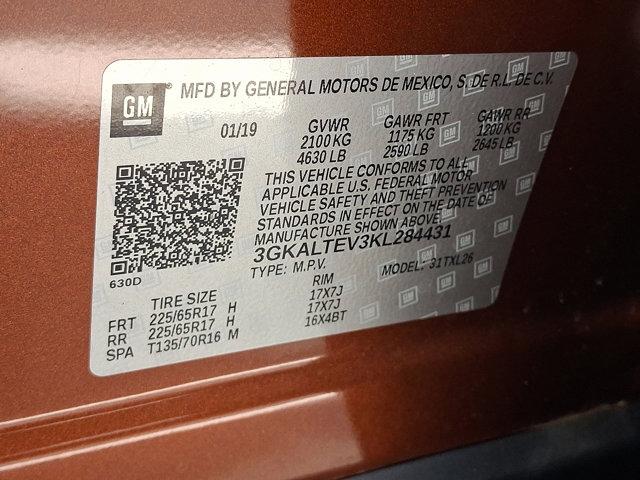 GM MFD BY GENERAL MOTORS DE MEXICO, S. DE R.L. DE C.V.
01/19 GVWR GAWR FRT GAWR RR
2100 KG 1175 KG 1200 KG
4630 LB 2590 LB 2645 LB
THIS VEHICLE CONFORMS TO ALL
APPLICABLE U.S. FEDERAL MOTOR
VEHICLE SAFETY AND THEFT PREVENTION
STANDARDS IN EFFECT ON THE DATE OF
MANUFACTURE SHOWN ABOVE.
3GKALTEV3KL284431
TYPE: M.P.V. MODEL: 31TXL26
630D
TIRE SIZE RIM
FRT 225/65R17 H 17X7J
RR 225/65R17 H 17X7J
SPA T135/70R16 M 16X4BT